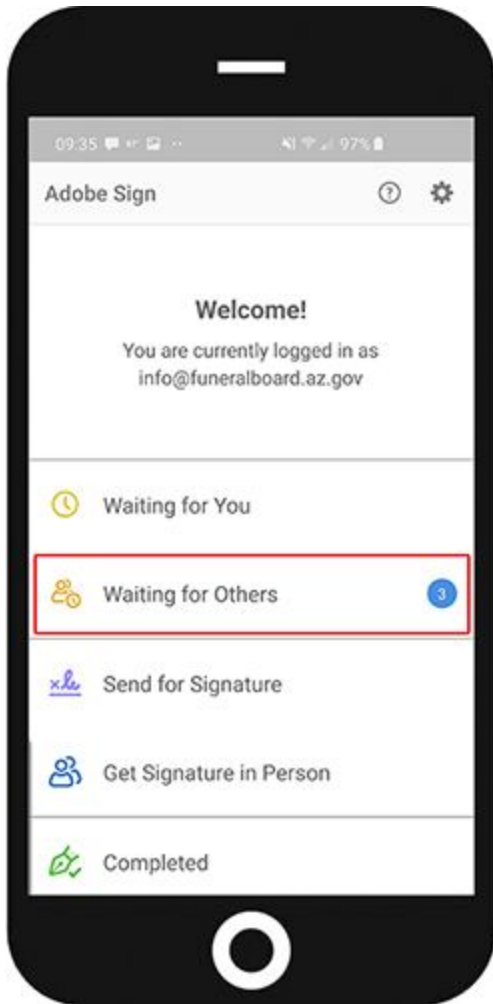 09:35
97%
Adobe Sign
Welcome!
You are currently logged in as
info@funeralboard.az.gov
Waiting for You
Waiting for Others
3
Send for Signature
Get Signature in Person
Completed